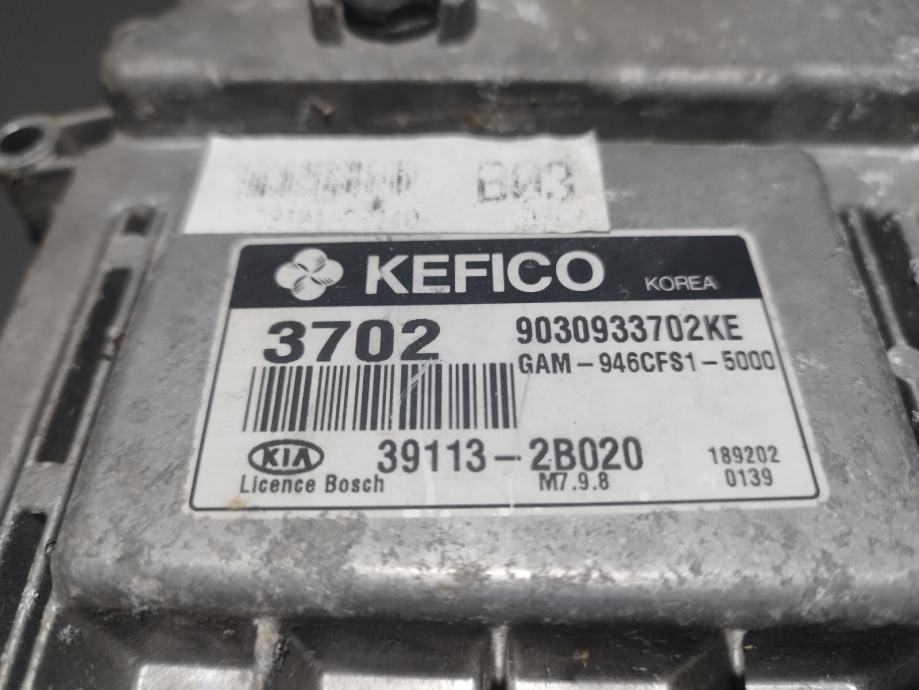 B03
KEFICO KOREA
3702 9030933702KE
GAM-946CFS1-5000
KIA 39113-2B020 189202
Licence Bosch M7.9.8 0139